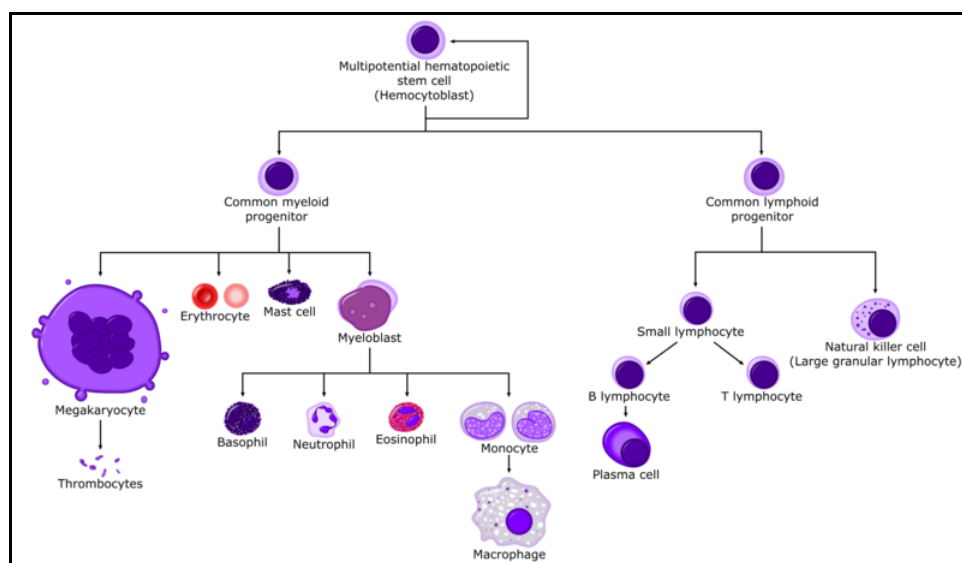 Multipotential hematopoietic
stem cell
(Hemocytoblast)
Common myeloid
progenitor
Common lymphoid
progenitor
Erythrocyte
Mast cell
Myeloblast
Small lymphocyte
Natural killer cell
(Large granular lymphocyte)
Megakaryocyte
B lymphocyte
T lymphocyte
Basophil
Neutrophil
Eosinophil
Monocyte
Thrombocytes
Plasma cell
Macrophage